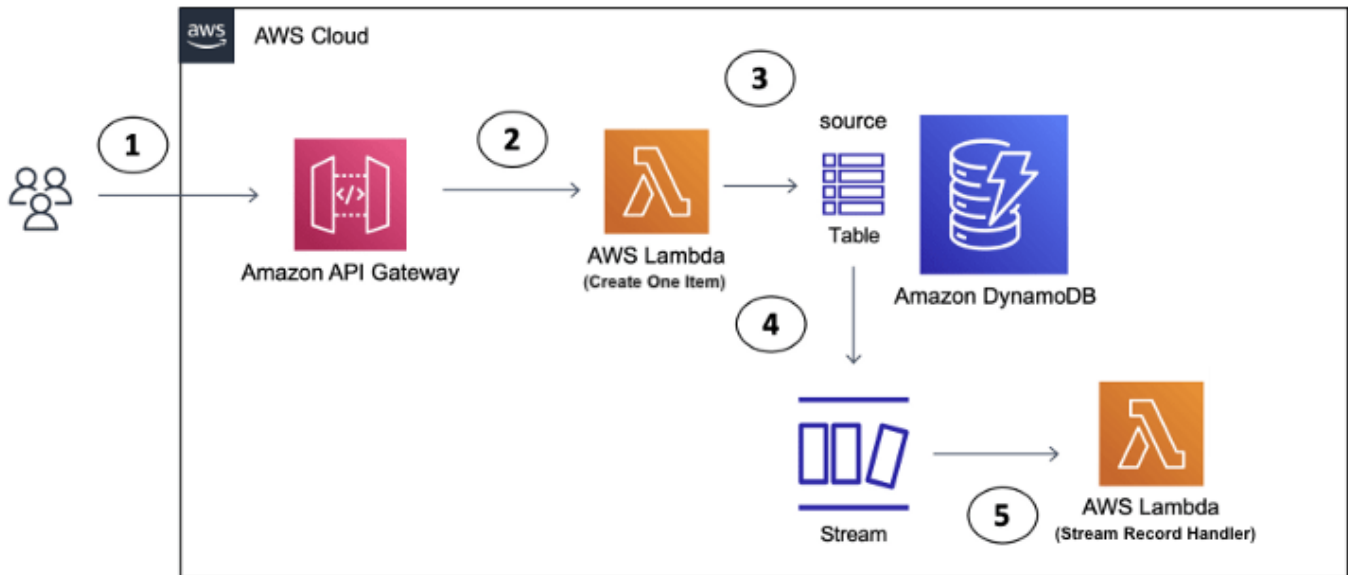 aws
AWS Cloud
1
2
3
source
Table
Amazon API Gateway
AWS Lambda
(Create One Item)
Amazon DynamoDB
4
Stream
5
AWS Lambda
(Stream Record Handler)